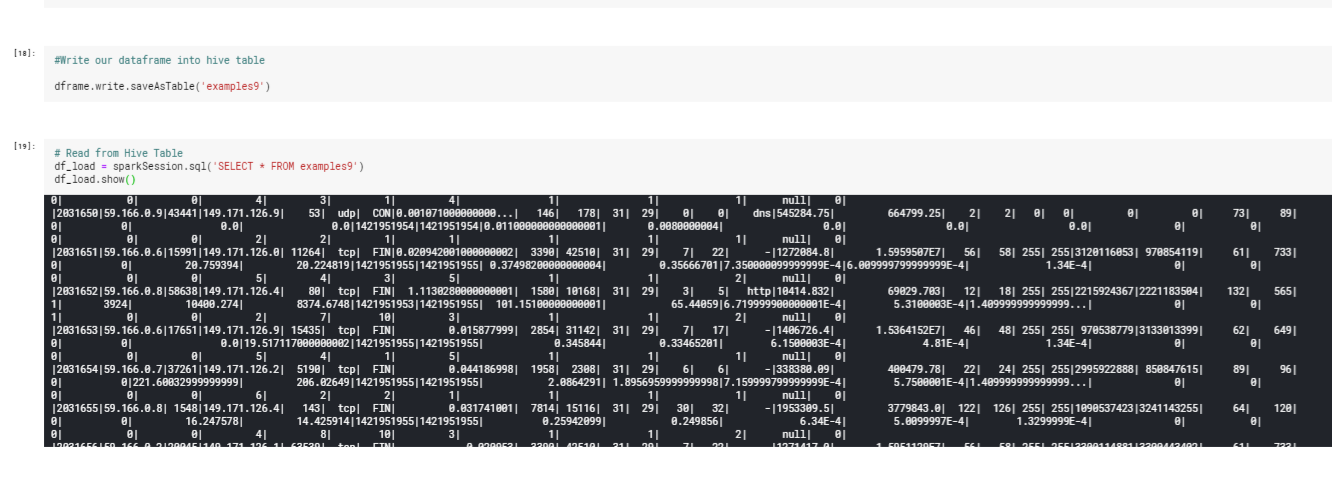 [18]:
#Write our dataframe into hive table
dframe.write.saveAsTable('examples9')
[19]:
# Read from Hive Table
df_load = sparkSession.sql('SELECT * FROM examples9')
df_load.show()
0| 0| 0| 4| 3| 1| 4| 1| 1| null| 0|
|2031650|59.166.0.9|43441|149.171.126.9| 53| udp| CON|0.001071000000000...| 146| 178| 31| 29| 0| 0| dns|545284.75| 664799.25| 2| 2| 0| 0| 0| 0| 73| 89|
0| 0| 0.0| 0.0|1421951954|1421951954|0.011000000000000001| 0.0080000004| 0.0| 0.0| 0.0| 0| 0|
0| 0| 0| 2| 2| 1| 1| 1| 1| null| 0|
|2031651|59.166.0.6|15991|149.171.126.0| 11264| tcp| FIN|0.020942001000000002| 3390| 42510| 31| 29| 7| 22| -|1272084.8| 1.5959507E7| 56| 58| 255| 255|3120116053| 970854119| 61| 733|
0| 0| 20.759394| 20.224819|1421951955|1421951955| 0.37498200000000004| 0.35666701|7.350000099999999E-4|6.009999799999999E-4| 1.34E-4| 0| 0|
0| 0| 0| 5| 4| 3| 5| 1| 1| null| 0|
|2031652|59.166.0.8|58638|149.171.126.4| 80| tcp| FIN| 1.1130280000000001| 1580| 10168| 31| 29| 3| 5| http|10414.832| 69029.703| 12| 18| 255| 255|2215924367|2221183504| 132| 565|
1| 3924| 10400.274| 8374.6748|1421951953|1421951955| 101.15100000000001| 65.44059|6.719999900000001E-4| 5.3100003E-4|1.409999999999999...| 0| 0|
1| 0| 0| 2| 7| 10| 3| 1| 2| null| 0|
|2031653|59.166.0.6|17651|149.171.126.9| 15435| tcp| FIN| 0.015877999| 2854| 31142| 31| 29| 7| 17| -|1406726.4| 1.5364152E7| 46| 48| 255| 255| 970538779|3133013399| 62| 649|
0| 0| 0.0|19.517117000000002|1421951955|1421951955| 0.345844| 0.33465201| 6.1500003E-4| 4.81E-4| 1.34E-4| 0| 0|
0| 0| 0| 5| 4| 1| 5| 1| 1| null| 0|
|2031654|59.166.0.7|37261|149.171.126.2| 5190| tcp| FIN| 0.044186998| 1958| 2308| 31| 29| 6| 6| -|338380.09| 400479.78| 22| 24| 255| 255|2995922888| 850847615| 89| 96|
0| 0|221.60032999999999| 206.02649|1421951955|1421951955| 2.0864291| 1.8956959999999998|7.159999799999999E-4| 5.7500001E-4|1.409999999999999...| 0| 0|
0| 0| 0| 6| 2| 2| 1| 1| 1| null| 0|
|2031655|59.166.0.8| 1548|149.171.126.4| 143| tcp| FIN| 0.031741001| 7814| 15116| 31| 29| 30| 32| -|1953309.5| 3779843.0| 122| 126| 255| 255|1090537423|3241143255| 64| 120|
0| 0| 16.247578| 14.425914|1421951955|1421951955| 0.25942099| 0.249856| 6.34E-4| 5.0099997E-4| 1.3299999E-4| 0| 0|
0| 0| 0| 4| 8| 10| 3| 1| 2| null| 0|